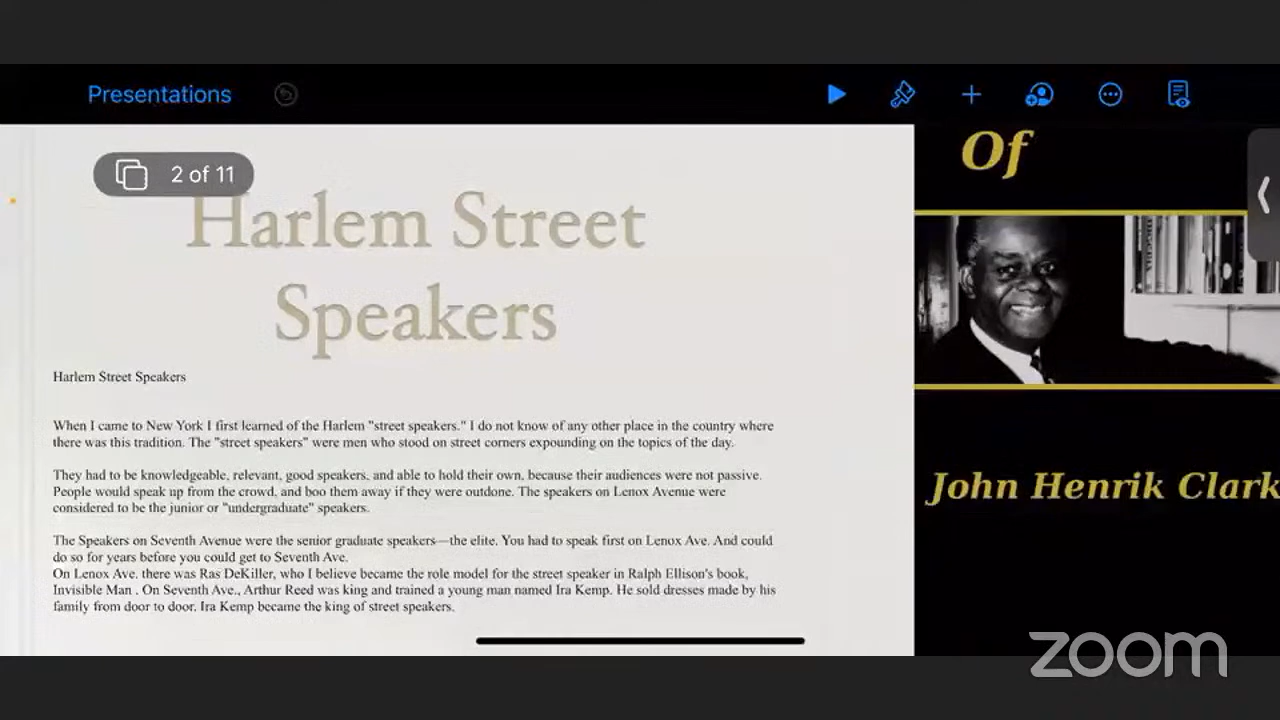 Presentations
2 of 11
Harlem Street
Speakers
Harlem Street Speakers
When I came to New York I first learned of the Harlem "street speakers." I do not know of any other place in the country where
there was this tradition. The "street speakers" were men who stood on street corners expounding on the topics of the day.
They had to be knowledgeable, relevant, good speakers, and able to hold their own, because their audiences were not passive.
People would speak up from the crowd, and boo them away if they were outdone. The speakers on Lenox Avenue were
considered to be the junior or "undergraduate" speakers.
The Speakers on Seventh Avenue were the senior graduate speakers—the elite. You had to speak first on Lenox Ave. And could
do so for years before you could get to Seventh Ave.
On Lenox Ave. there was Ras DeKiller, who I believe became the role model for the street speaker in Ralph Ellison's book,
Invisible Man . On Seventh Ave., Arthur Reed was king and trained a young man named Ira Kemp. He sold dresses made by his
family from door to door. Ira Kemp became the king of street speakers.
Of
John Henrik Clark
zoom